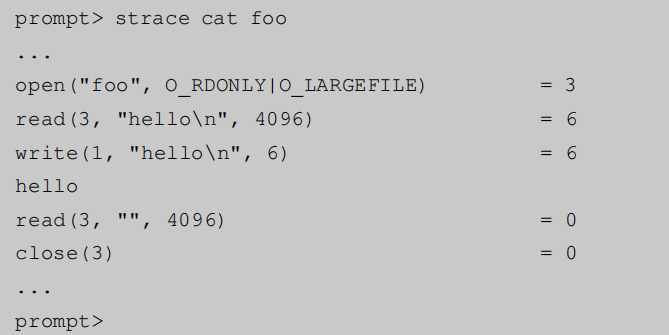 prompt> strace cat foo
...
open("foo", O_RDONLY|O_LARGEFILE) = 3
read(3, "hello\n", 4096) = 6
write(1, "hello\n", 6) = 6
hello
read(3, "", 4096) = 0
close(3) = 0
...
prompt>